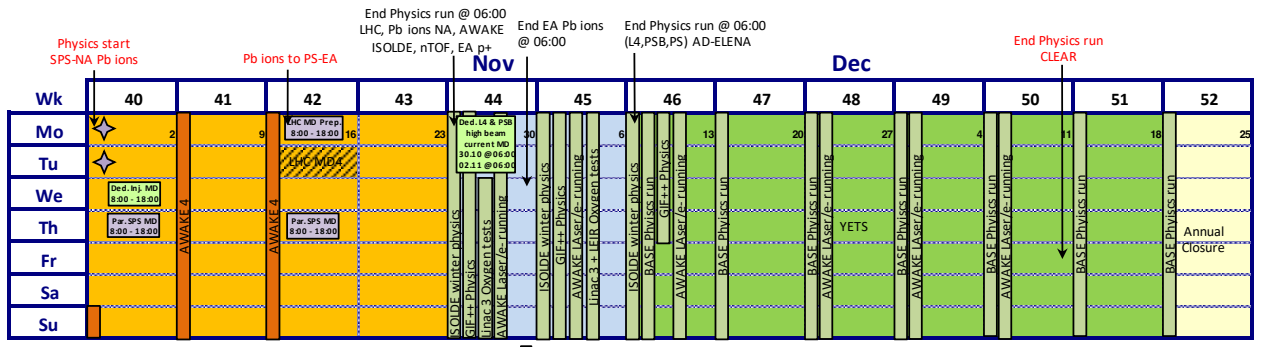 End Physics run @ 06:00
LHC, Pb ions NA, AWAKE
ISOLDE, nTOF, EA p+
End EA Pb ions
@ 06:00
End Physics run @ 06:00
(L4,PSB,PS) AD-ELENA
Physics start
SPS-NA Pb ions
Pb ions to PS-EA
End Physics run
CLEAR
Nov
Dec
Wk 40 41 42 43 44 45 46 47 48 49 50 51 52
Mo 2 9 16 23 30 6 13 20 27 4 11 18 25
LHC MD Prep.
8:00 - 18:00
Ded. L4 & PSB
high beam
current MD
30.10 @06:00
02.11 @06:00
Tu
LHC MD4
We
Ded. Inj. MD
8:00 - 18:00
Th
Par. SPS MD
8:00 - 18:00
Par. SPS MD
8:00 - 18:00
YETS
Annual
Closure
Fr
Sa
Su
AWAKE 4
AWAKE 4
ISOLDE winter physics
GIF++ Physics
Linac 3 Oxygen tests
AWAKE Laser/e- running
ISOLDE winter physics
GIF++ Physics
AWAKE LAser/e- running
Linac 3 + LEIR Oxygen tests
ISOLDE winter physics
BASE Phyiscs run
GIF++ Physics
AWAKE LAser/e- running
BASE Phyiscs run
BASE Phyiscs run
AWAKE LAser/e- running
BASE Phyiscs run
AWAKE LAser/e- running
BASE Phyiscs run
AWAKE LAser/e- running
BASE Phyiscs run
BASE Phyiscs run